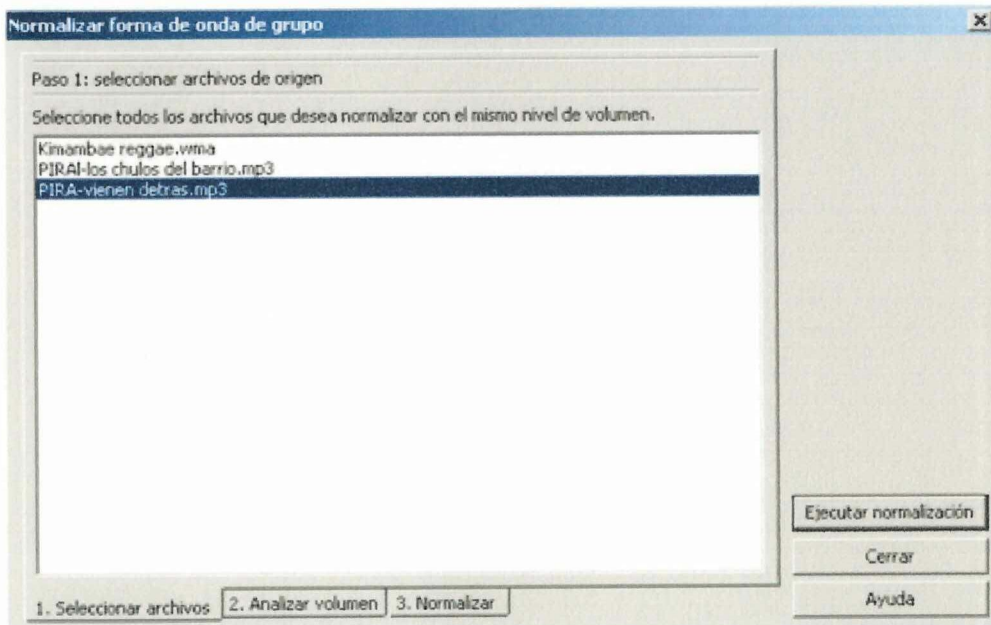 Normalizar forma de onda de grupo
Paso 1: seleccionar archivos de origen
Seleccione todos los archivos que desea normalizar con el mismo nivel de volumen.
Kimambae reggae.wma
PIRAI-los chulos del barrio.mp3
PIRA-vienen detras.mp3
Ejecutar normalización
Cerrar
Ayuda
1. Seleccionar archivos
2. Analizar volumen
3. Normalizar